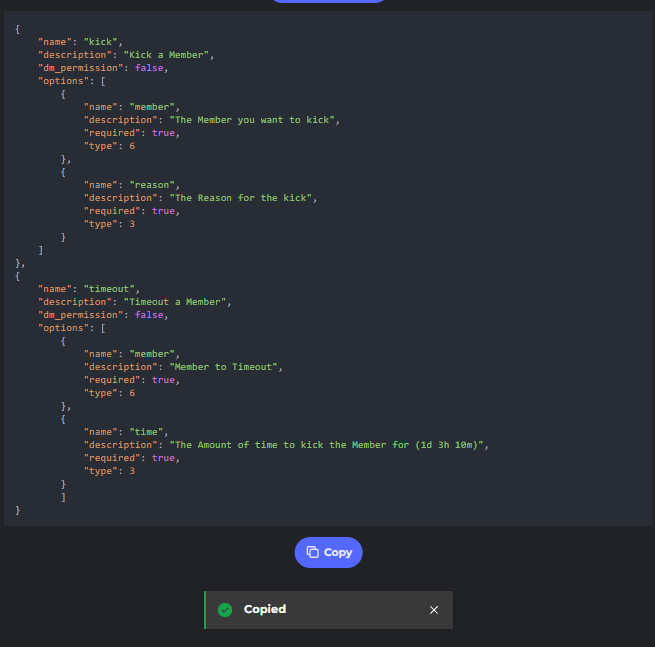 {
    "name": "kick",
    "description": "Kick a Member",
    "dm_permission": false,
    "options": [
        {
            "name": "member",
            "description": "The Member you want to kick",
            "required": true,
            "type": 6
        },
        {
            "name": "reason",
            "description": "The Reason for the kick",
            "required": true,
            "type": 3
        }
    ]
},
{
    "name": "timeout",
    "description": "Timeout a Member",
    "dm_permission": false,
    "options": [
        {
            "name": "member",
            "description": "Member to Timeout",
            "required": true,
            "type": 6
        },
        {
            "name": "time",
            "description": "The Amount of time to kick the Member for (1d 3h 10m)",
            "required": true,
            "type": 3
        }
        ]
}
Copy
Copied